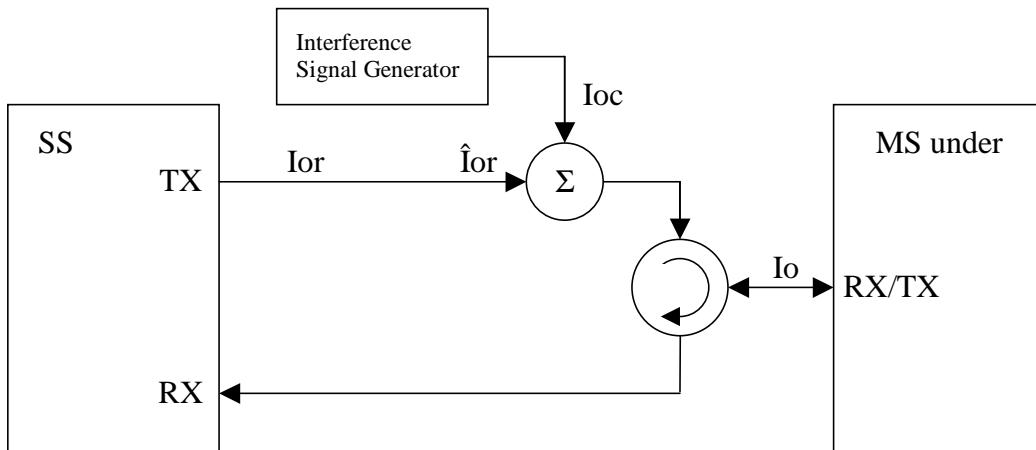 Interference
Signal Generator
Ioc
SS
MS under
TX
Ior
Îor
Σ
Io
RX/TX
RX